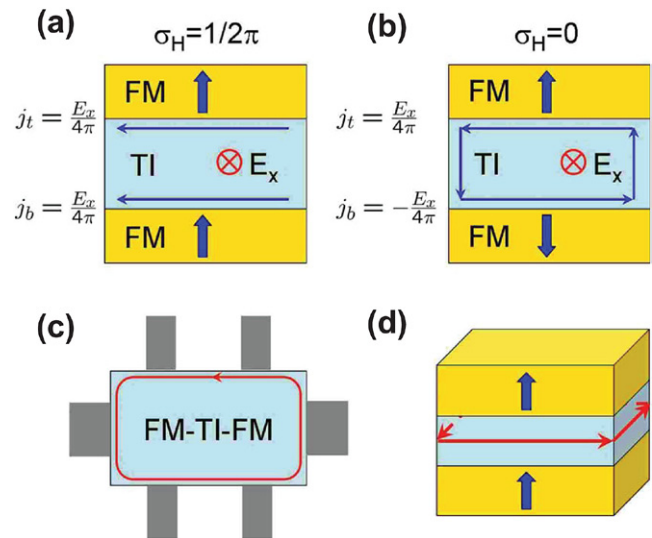 (a)
σH=1/2π
FM
jt = Ex/4π
TI
Ex
jb = Ex/4π
FM
(b)
σH=0
FM
jt = Ex/4π
TI
Ex
jb = −Ex/4π
FM
(c)
FM-TI-FM
(d)